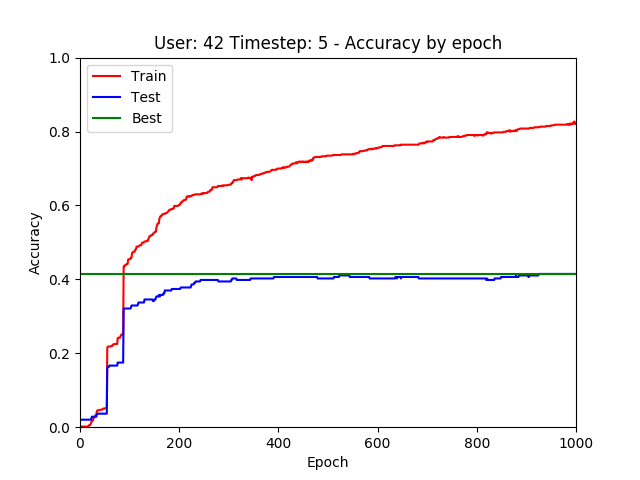 User: 42 Timestep: 5 - Accuracy by epoch
Train
Test
Best
Accuracy
1.0
0.8
0.6
0.4
0.2
0.0
0 200 400 600 800 1000
Epoch